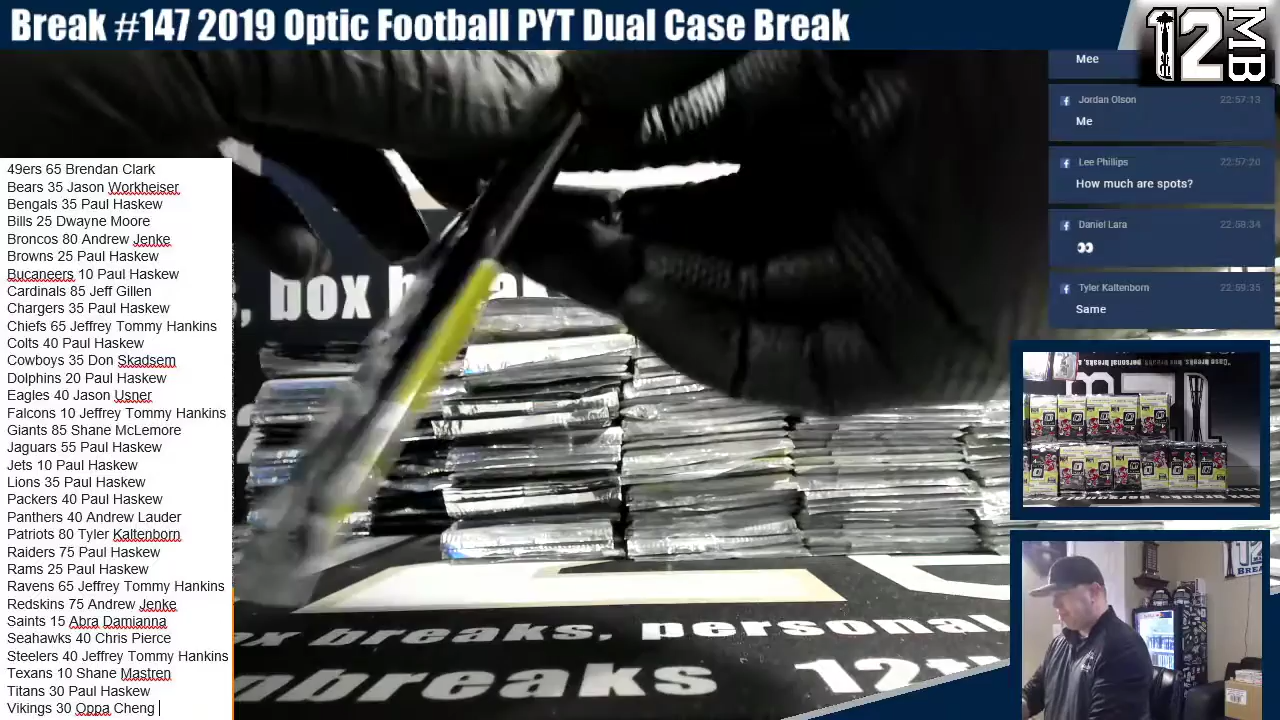 Break #147 2019 Optic Football PYT Dual Case Break
12 MB
Mee
Jordan Olson 22:57:13
Me
Lee Phillips 22:57:20
How much are spots?
Daniel Lara 22:59:34
👀
Tyler Kaltenborn 22:59:35
Same
49ers 65 Brendan Clark
Bears 35 Jason Workheiser
Bengals 35 Paul Haskew
Bills 25 Dwayne Moore
Broncos 80 Andrew Jenke
Browns 25 Paul Haskew
Bucaneers 10 Paul Haskew
Cardinals 85 Jeff Gillen
Chargers 35 Paul Haskew
Chiefs 65 Jeffrey Tommy Hankins
Colts 40 Paul Haskew
Cowboys 35 Don Skadsem
Dolphins 20 Paul Haskew
Eagles 40 Jason Usner
Falcons 10 Jeffrey Tommy Hankins
Giants 85 Shane McLemore
Jaguars 55 Paul Haskew
Jets 10 Paul Haskew
Lions 35 Paul Haskew
Packers 40 Paul Haskew
Panthers 40 Andrew Lauder
Patriots 80 Tyler Kaltenborn
Raiders 75 Paul Haskew
Rams 25 Paul Haskew
Ravens 65 Jeffrey Tommy Hankins
Redskins 75 Andrew Jenke
Saints 15 Abra Damianna
Seahawks 40 Chris Pierce
Steelers 40 Jeffrey Tommy Hankins
Texans 10 Shane Mastren
Titans 30 Paul Haskew
Vikings 30 Oppa Cheng
, box
breaks, personal
breaks 12